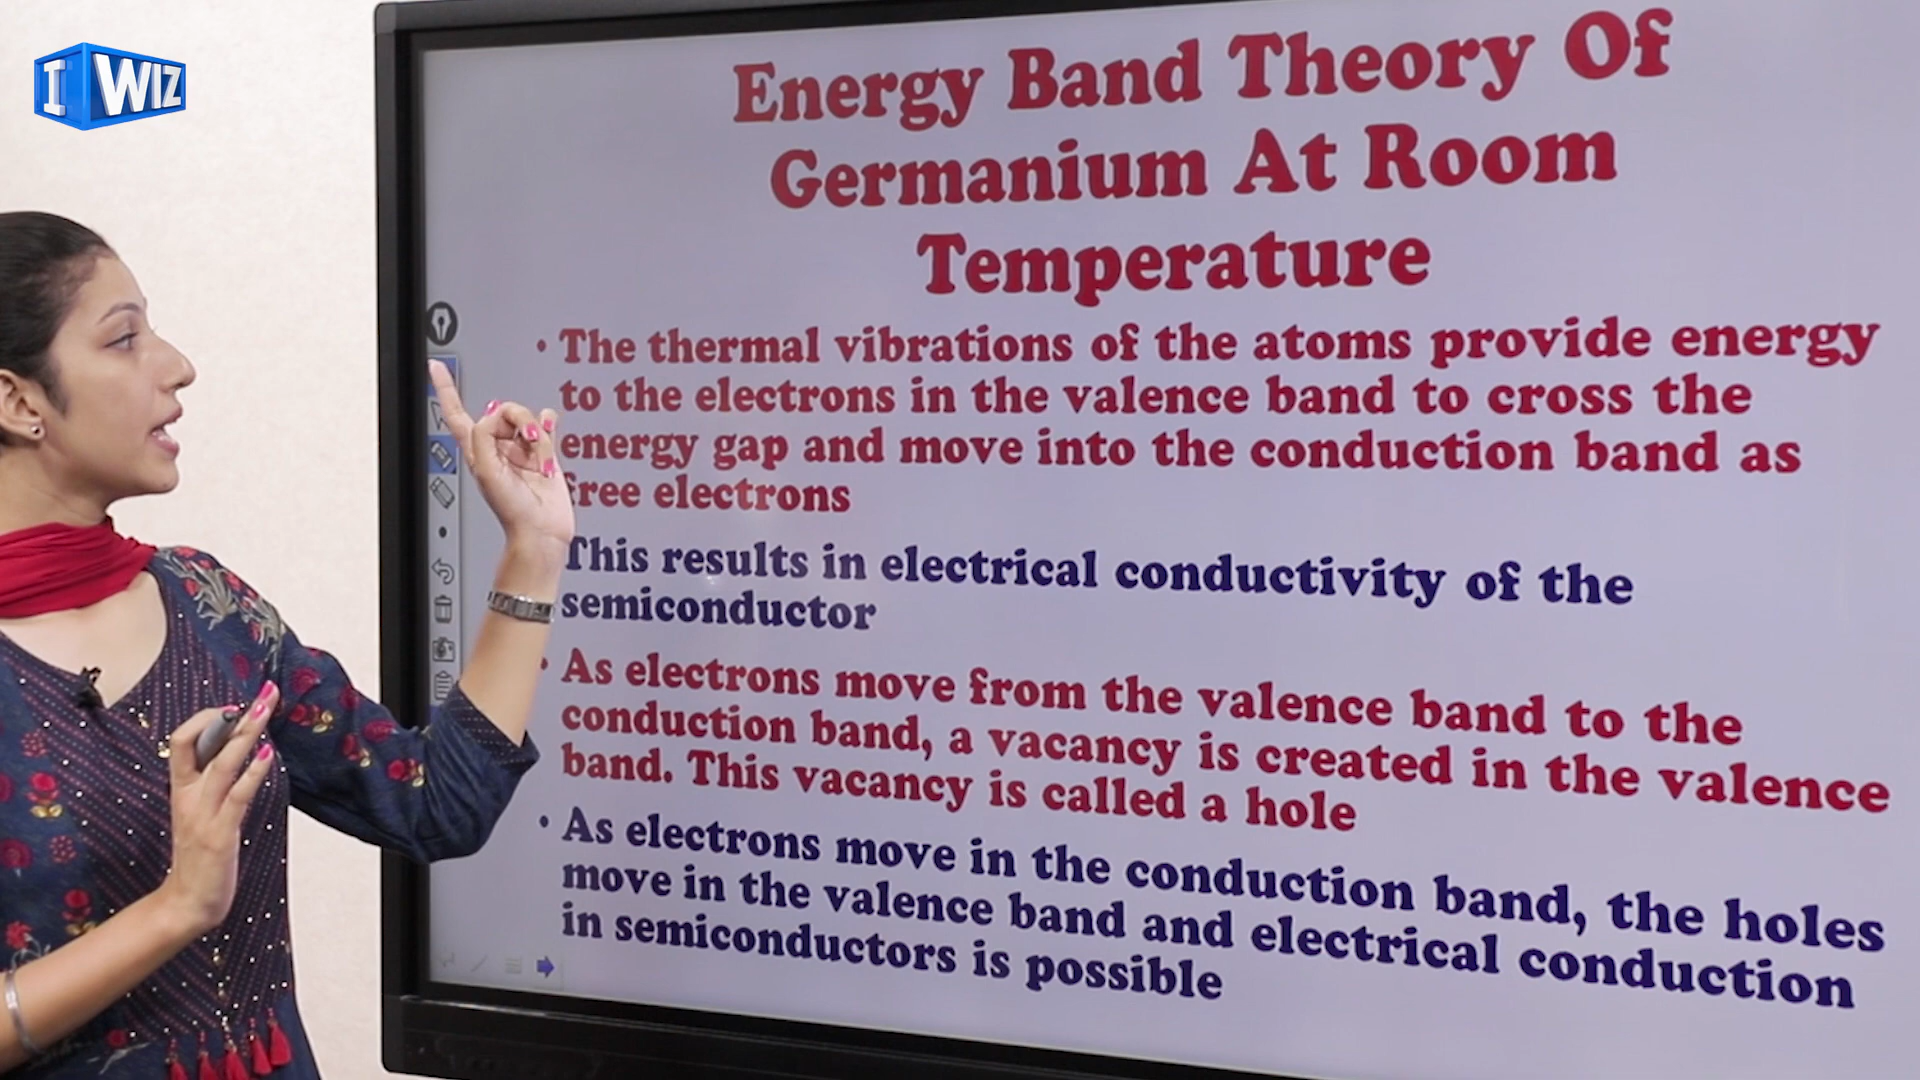 I WIZ
Energy Band Theory Of
Germanium At Room
Temperature
• The thermal vibrations of the atoms provide energy
to the electrons in the valence band to cross the
energy gap and move into the conduction band as
free electrons
This results in electrical conductivity of the
semiconductor
• As electrons move from the valence band to the
conduction band, a vacancy is created in the valence
band. This vacancy is called a hole
• As electrons move in the conduction band, the holes
move in the valence band and electrical conduction
in semiconductors is possible